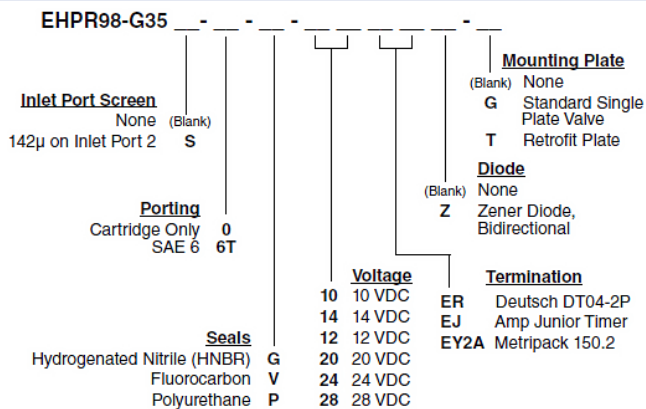 EHPR98-G35 __ - __ - __ - __ __ __ __ __ - __
Mounting Plate
(Blank) None
G Standard Single
Plate Valve
T Retrofit Plate
Inlet Port Screen
None (Blank)
142µ on Inlet Port 2 S
Diode
(Blank) None
Z Zener Diode,
Bidirectional
Porting
Cartridge Only 0
SAE 6 6T
Voltage
10 10 VDC
14 14 VDC
12 12 VDC
20 20 VDC
24 24 VDC
28 28 VDC
Termination
ER Deutsch DT04-2P
EJ Amp Junior Timer
EY2A Metripack 150.2
Seals
Hydrogenated Nitrile (HNBR) G
Fluorocarbon V
Polyurethane P